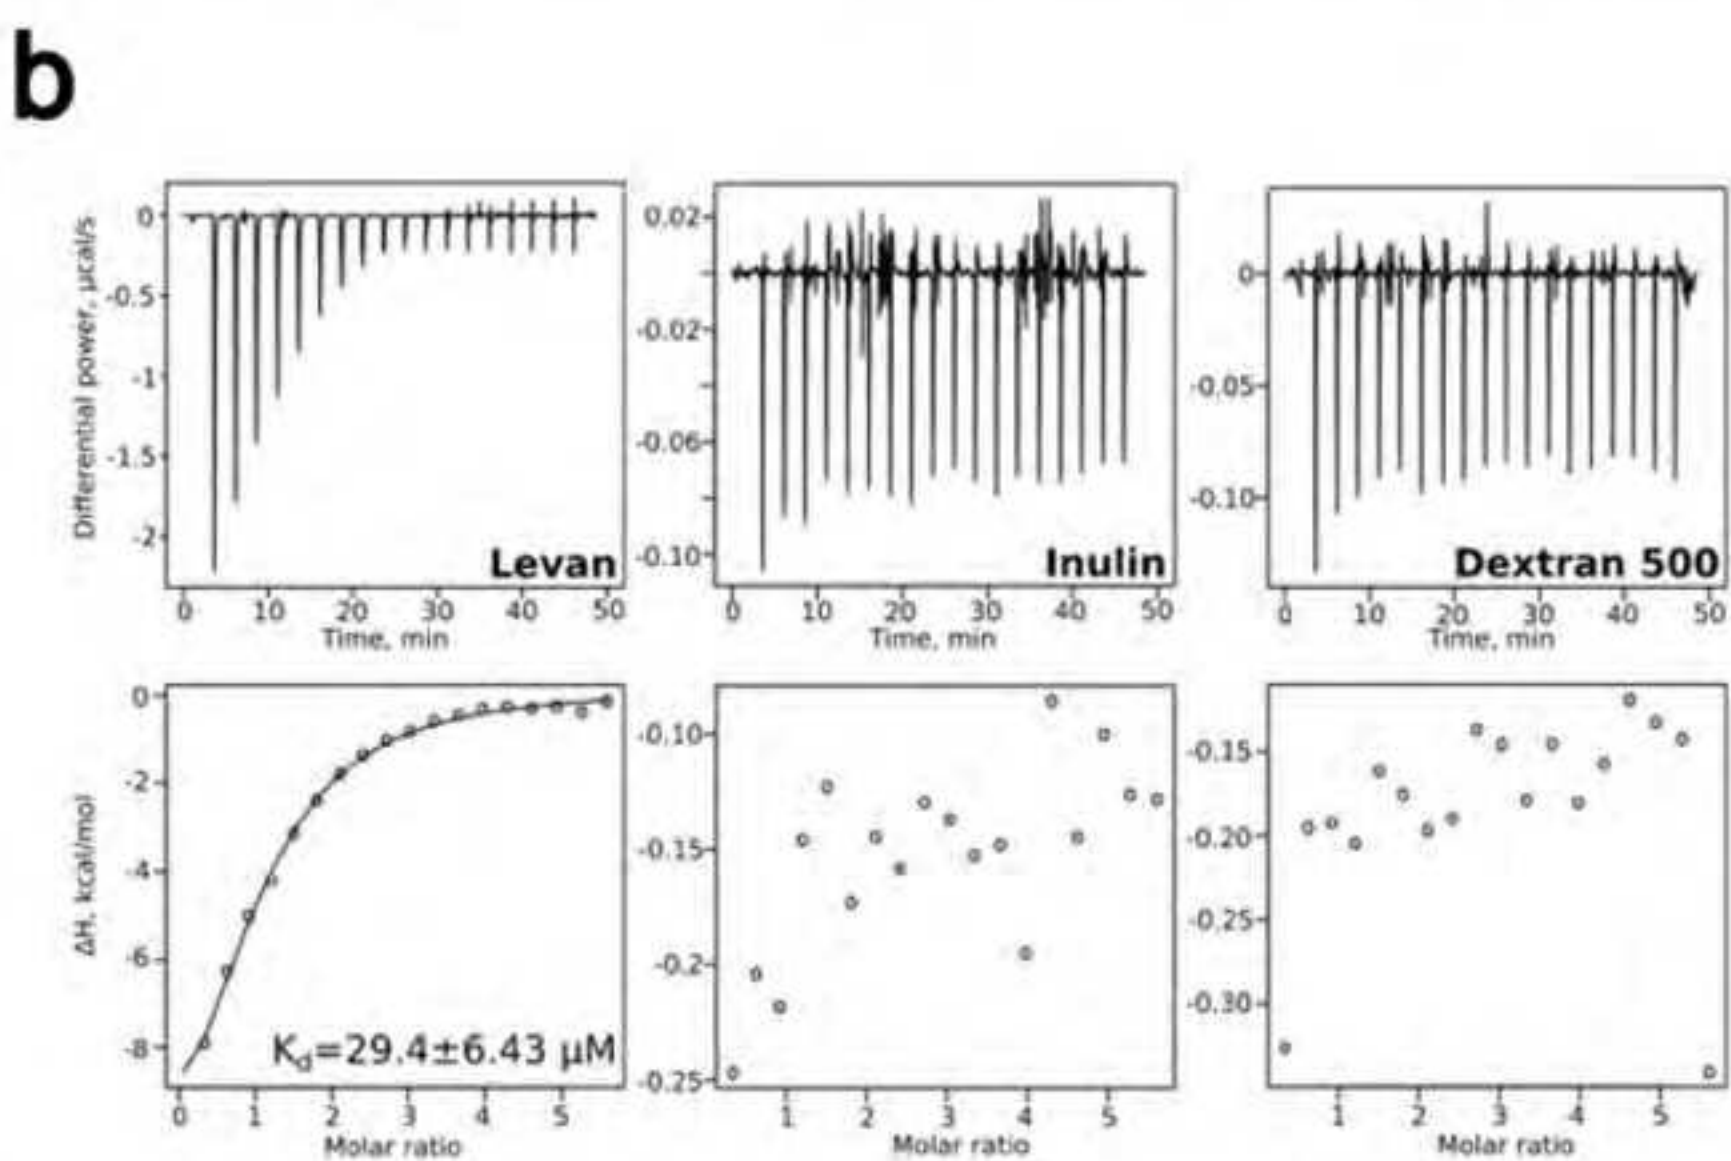 b
Differential power, µcal/s
0
-0.5
-1
-1.5
-2
Levan
0 10 20 30 40 50
Time, min
0.02
-0.02
-0.06
-0.10
Inulin
0 10 20 30 40 50
Time, min
0
-0.05
-0.10
Dextran 500
0 10 20 30 40 50
Time, min
ΔH, kcal/mol
0
-2
-4
-6
-8
Kd=29.4±6.43 µM
0 1 2 3 4 5
Molar ratio
-0.10
-0.15
-0.2
-0.25
1 2 3 4 5
Molar ratio
-0.15
-0.20
-0.25
-0.30
1 2 3 4 5
Molar ratio